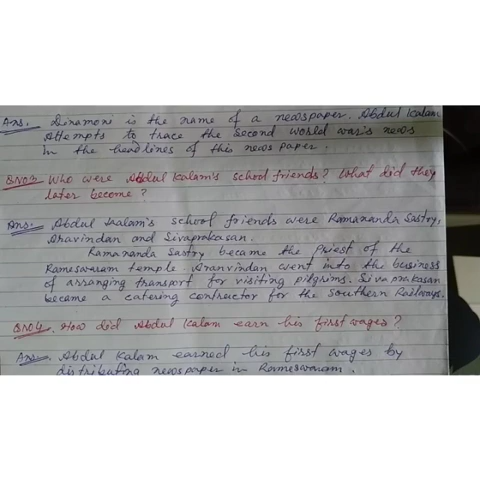 Ans. Dinamoni is the name of a newspaper. Abdul Kalam
Attempts to trace the Second World war's news
in the headlines of this news paper.
QNO3. Who were Abdul Kalam's school friends? What did they
later become?
Ans. Abdul Kalam's school friends were Ramananda Sastry,
Aravindan and Sivaprakasan.
Ramananda Sastry became the Priest of the
Rameswaram temple. Aranvindan went into the business
of arranging transport for visiting pilgrims. Sivaprakasan
became a catering contractor for the Southern Railways.
QNO4. How did Abdul Kalam earn his first wages?
Ans. Abdul Kalam earned his first wages by
distributing newspaper in Rameswaram.